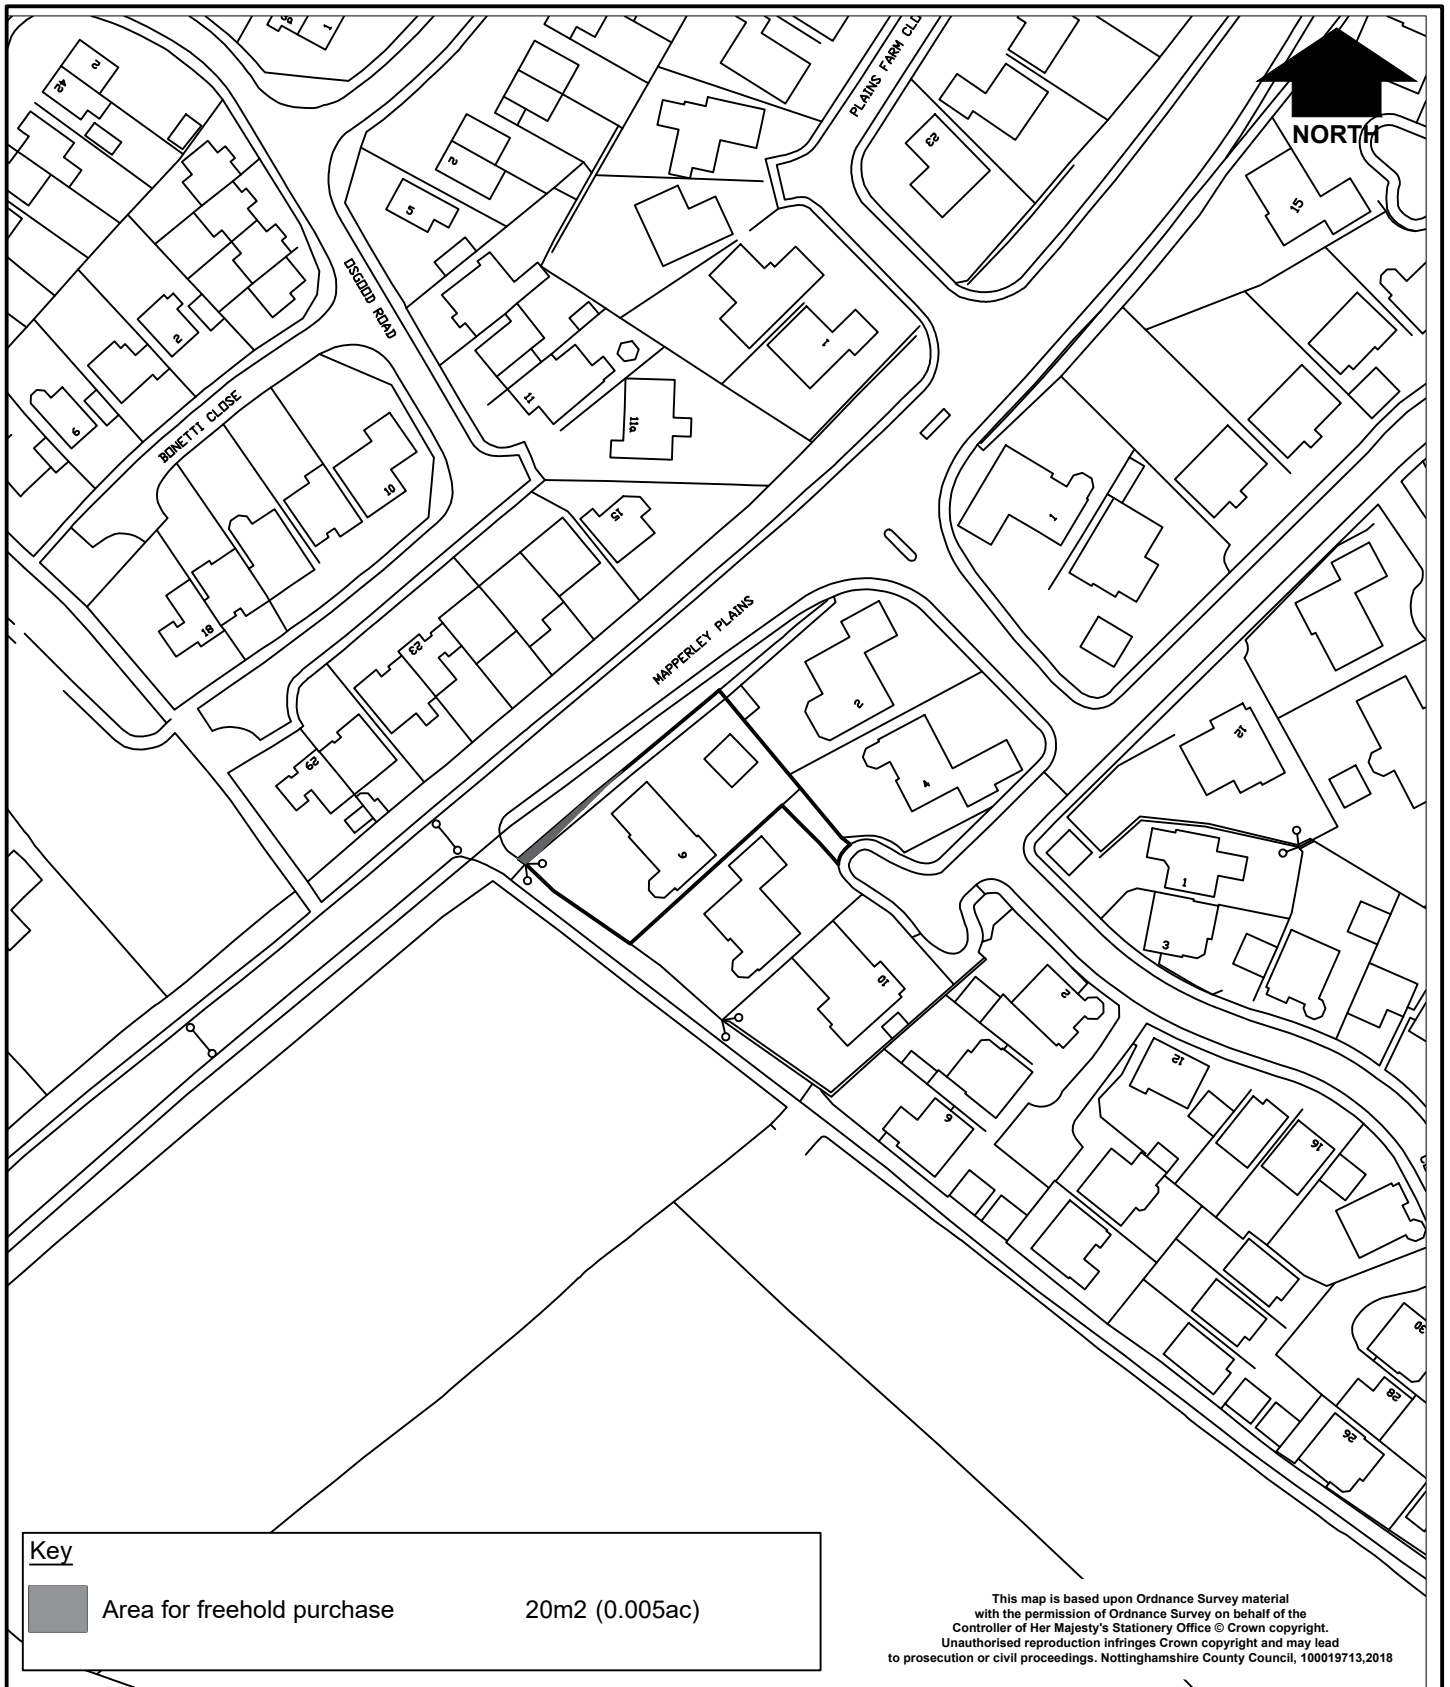 PLAINS FARM CLO
NORTH
2
42
1
5
2
23
15
OSGOOD ROAD
2
1
11
11a
BONETTI CLOSE
6
10
15
1
18
23
MAPPERLEY PLAINS
2
12
29
4
1
3
10
2
12
16
30
28
26
Key
Area for freehold purchase 20m2 (0.005ac)
This map is based upon Ordnance Survey material
with the permission of Ordnance Survey on behalf of the
Controller of Her Majesty's Stationery Office © Crown copyright.
Unauthorised reproduction infringes Crown copyright and may lead
to prosecution or civil proceedings. Nottinghamshire County Council, 100019713,2018